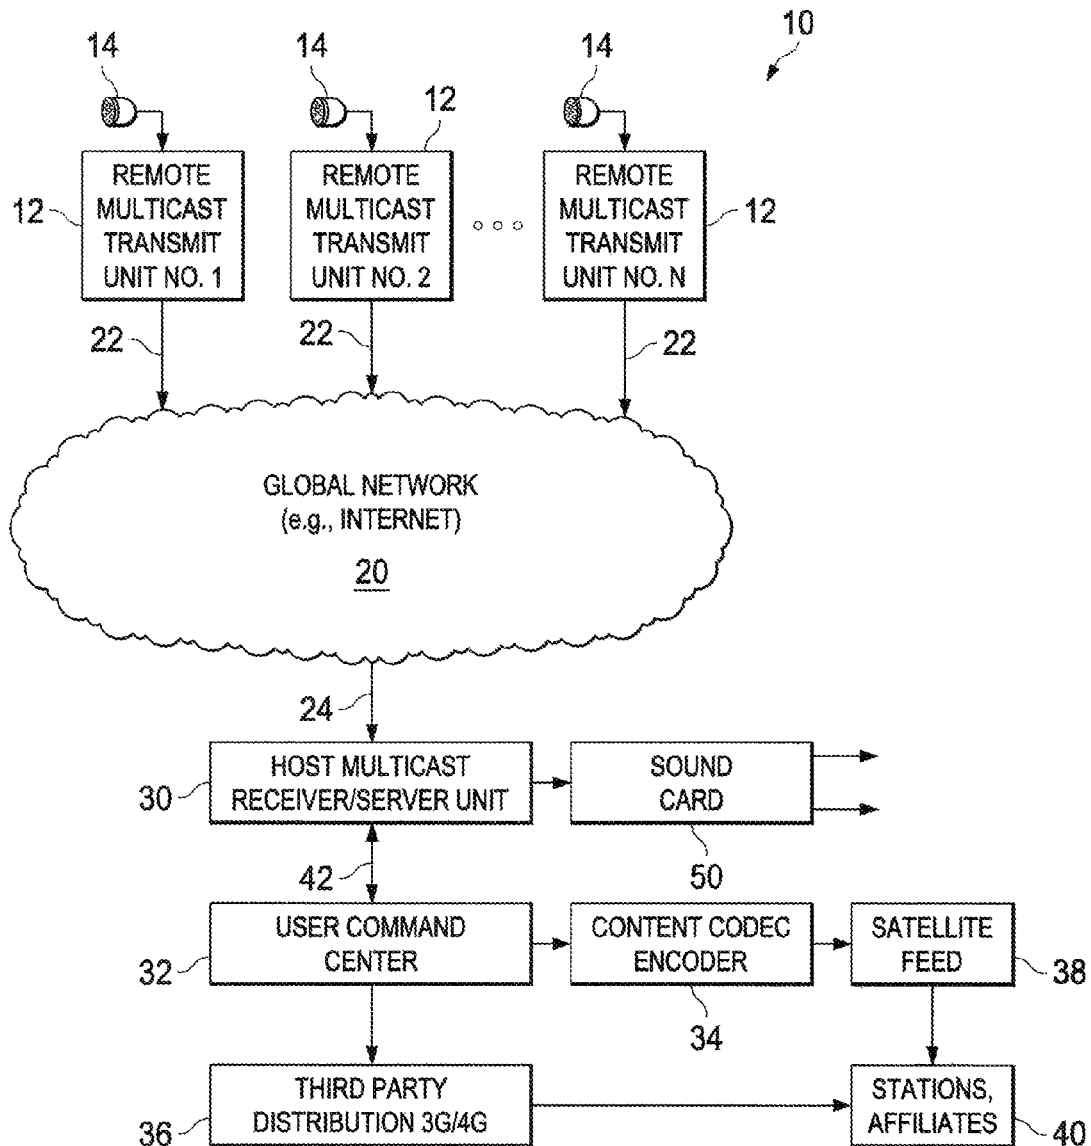 10
14
14
14
12
REMOTE
MULTICAST
TRANSMIT
UNIT NO. 1
12
REMOTE
MULTICAST
TRANSMIT
UNIT NO. 2
REMOTE
MULTICAST
TRANSMIT
UNIT NO. N
12
22
22
22
GLOBAL NETWORK
(e.g., INTERNET)
20
24
HOST MULTICAST
RECEIVER/SERVER UNIT
30
SOUND
CARD
50
42
USER COMMAND
CENTER
32
CONTENT CODEC
ENCODER
34
SATELLITE
FEED
38
THIRD PARTY
DISTRIBUTION 3G/4G
36
STATIONS,
AFFILIATES
40